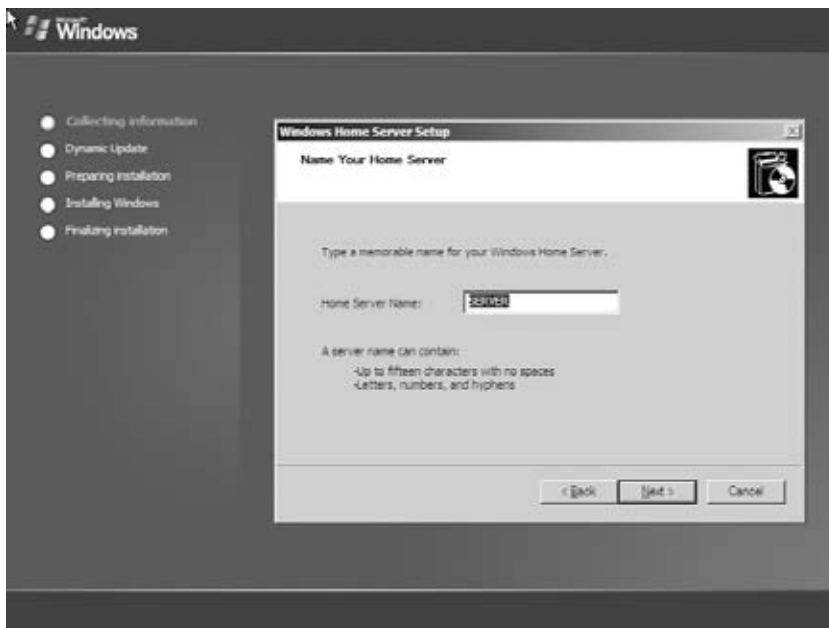 Microsoft
Windows
Collecting information
Dynamic Update
Preparing installation
Installing Windows
Finalizing installation
Windows Home Server Setup
Name Your Home Server
Type a memorable name for your Windows Home Server.
Home Server Name:
SERVER
A server name can contain:
-Up to fifteen characters with no spaces
-Letters, numbers, and hyphens
< Back
Next >
Cancel